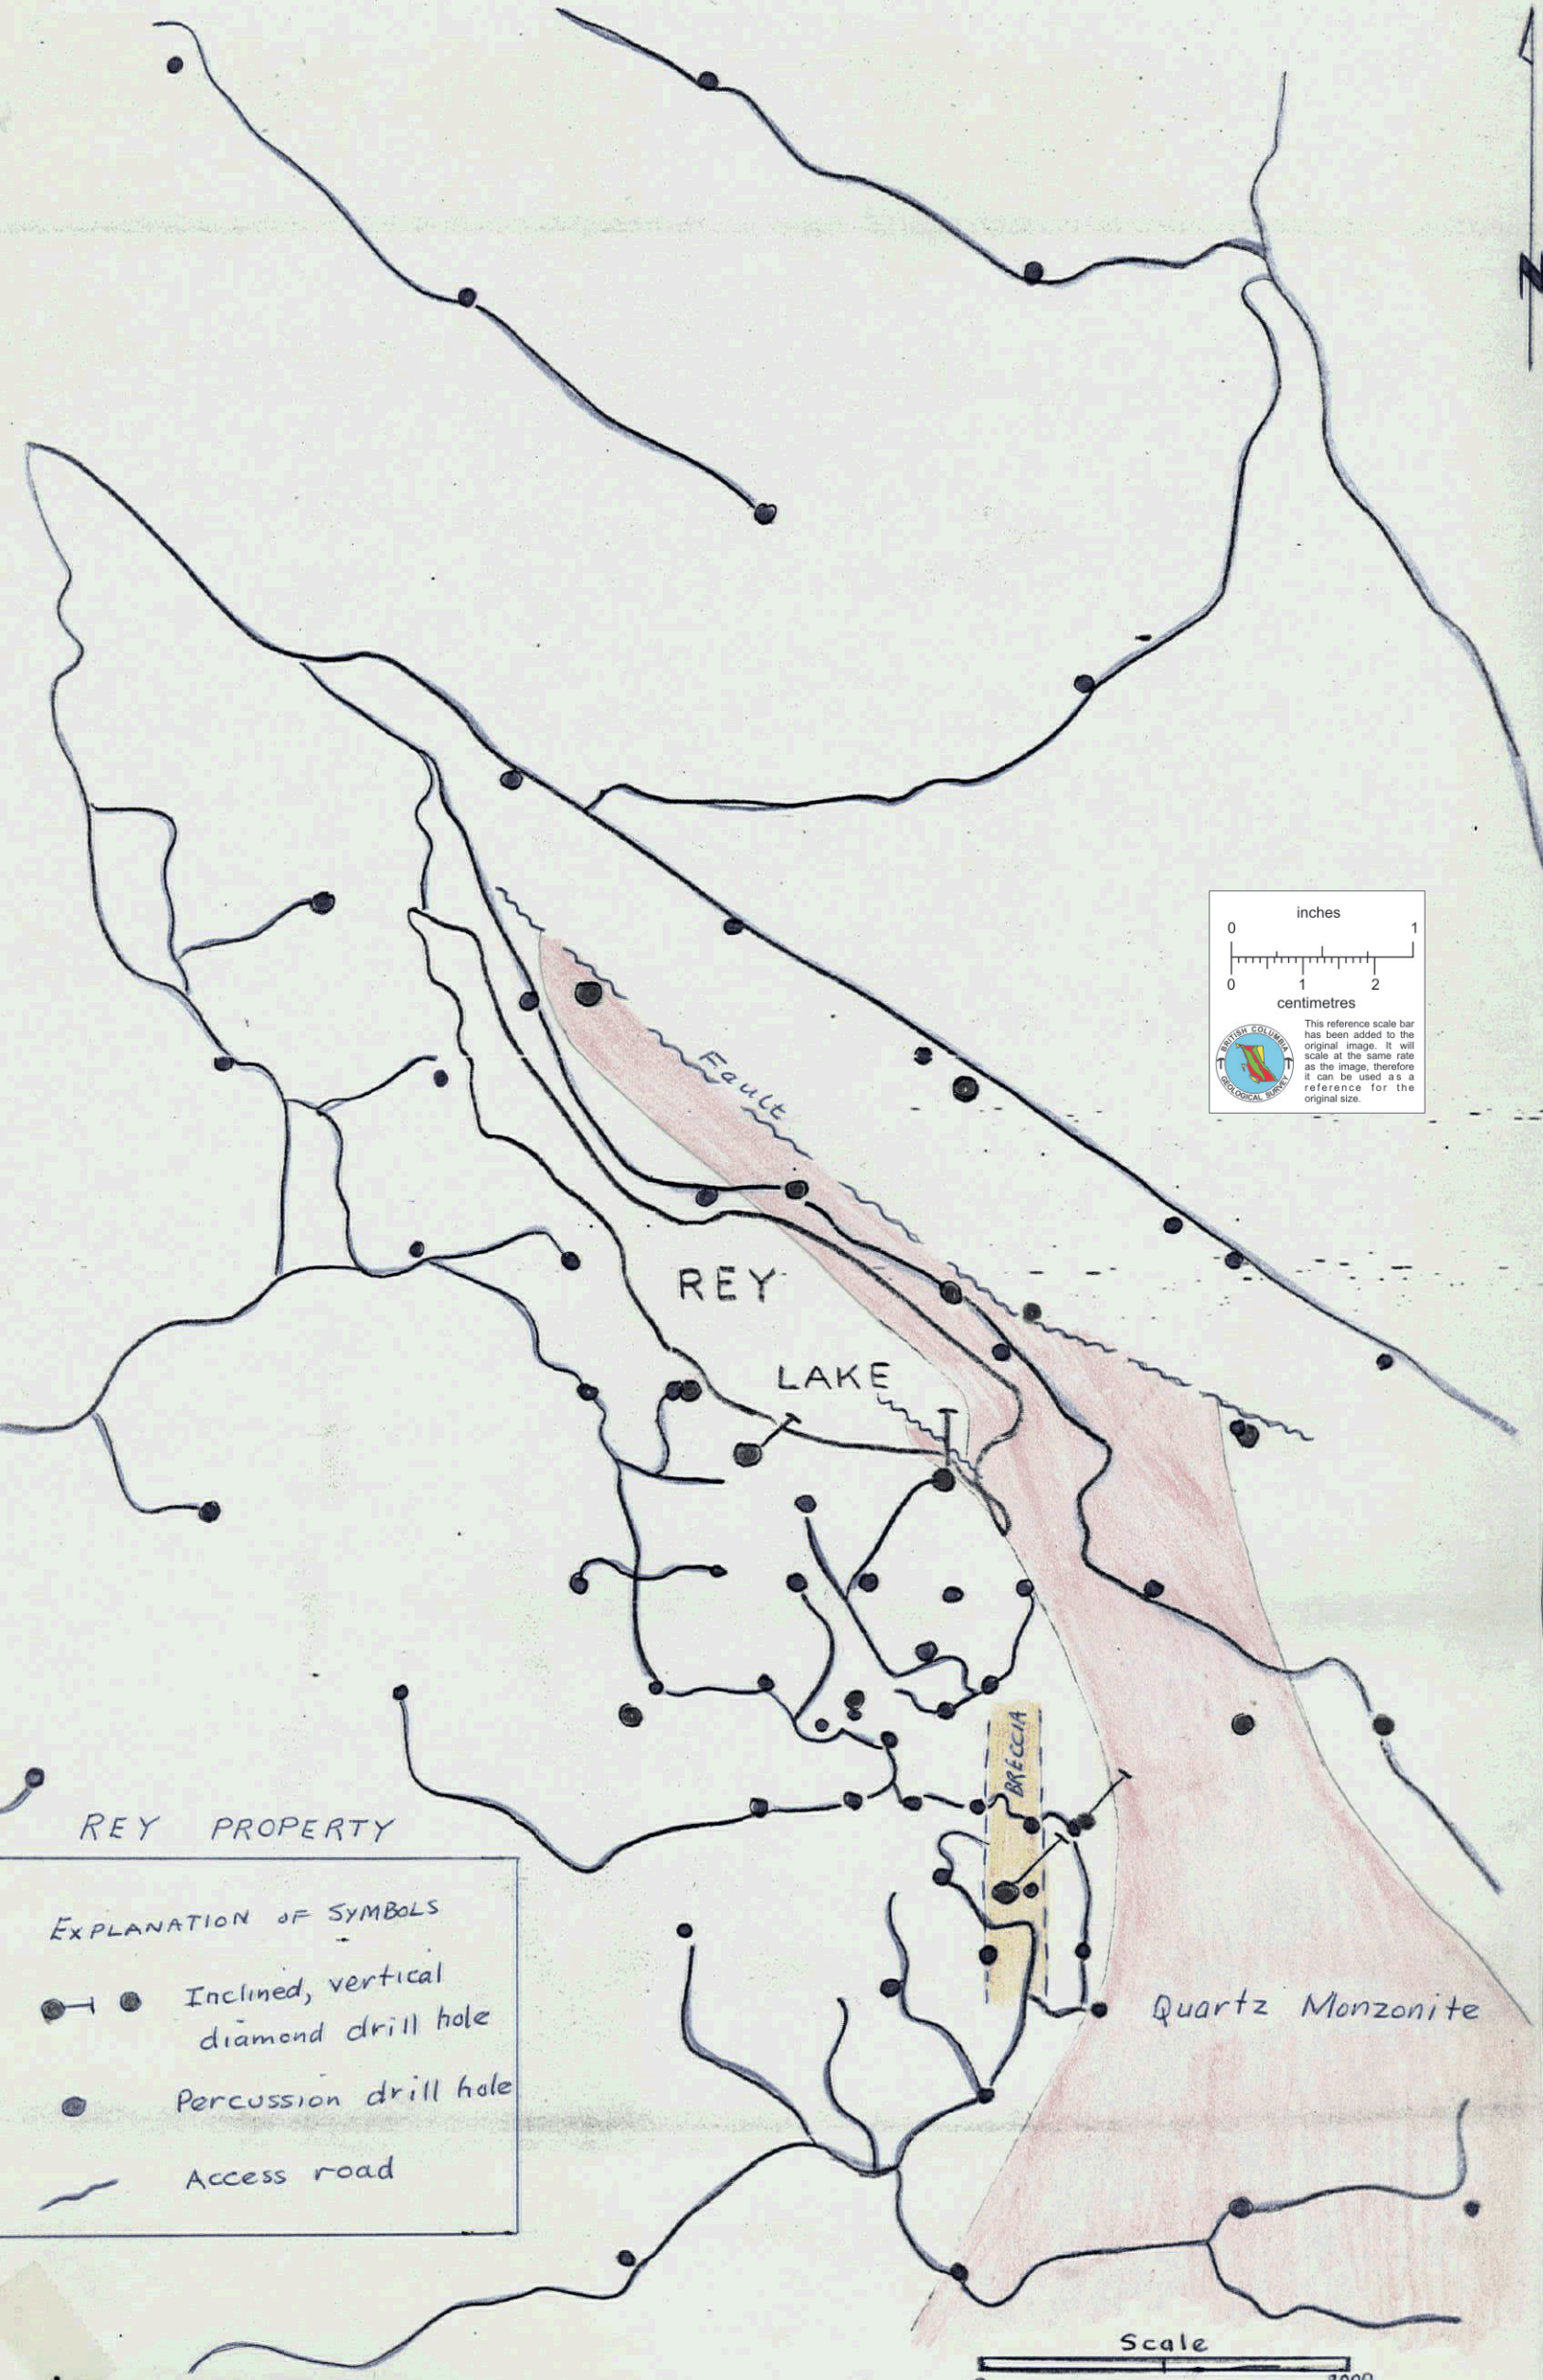 N
inches
0 1
0 1 2
centimetres
BRITISH COLUMBIA
GEOLOGICAL SURVEY
This reference scale bar
has been added to the
original image. It will
scale at the same rate
as the image, therefore
it can be used as a
reference for the
original size.
Fault
REY
LAKE
BRECCIA
REY PROPERTY
EXPLANATION OF SYMBOLS
Inclined, vertical
diamond drill hole
Percussion drill hole
Access road
Quartz Monzonite
Scale